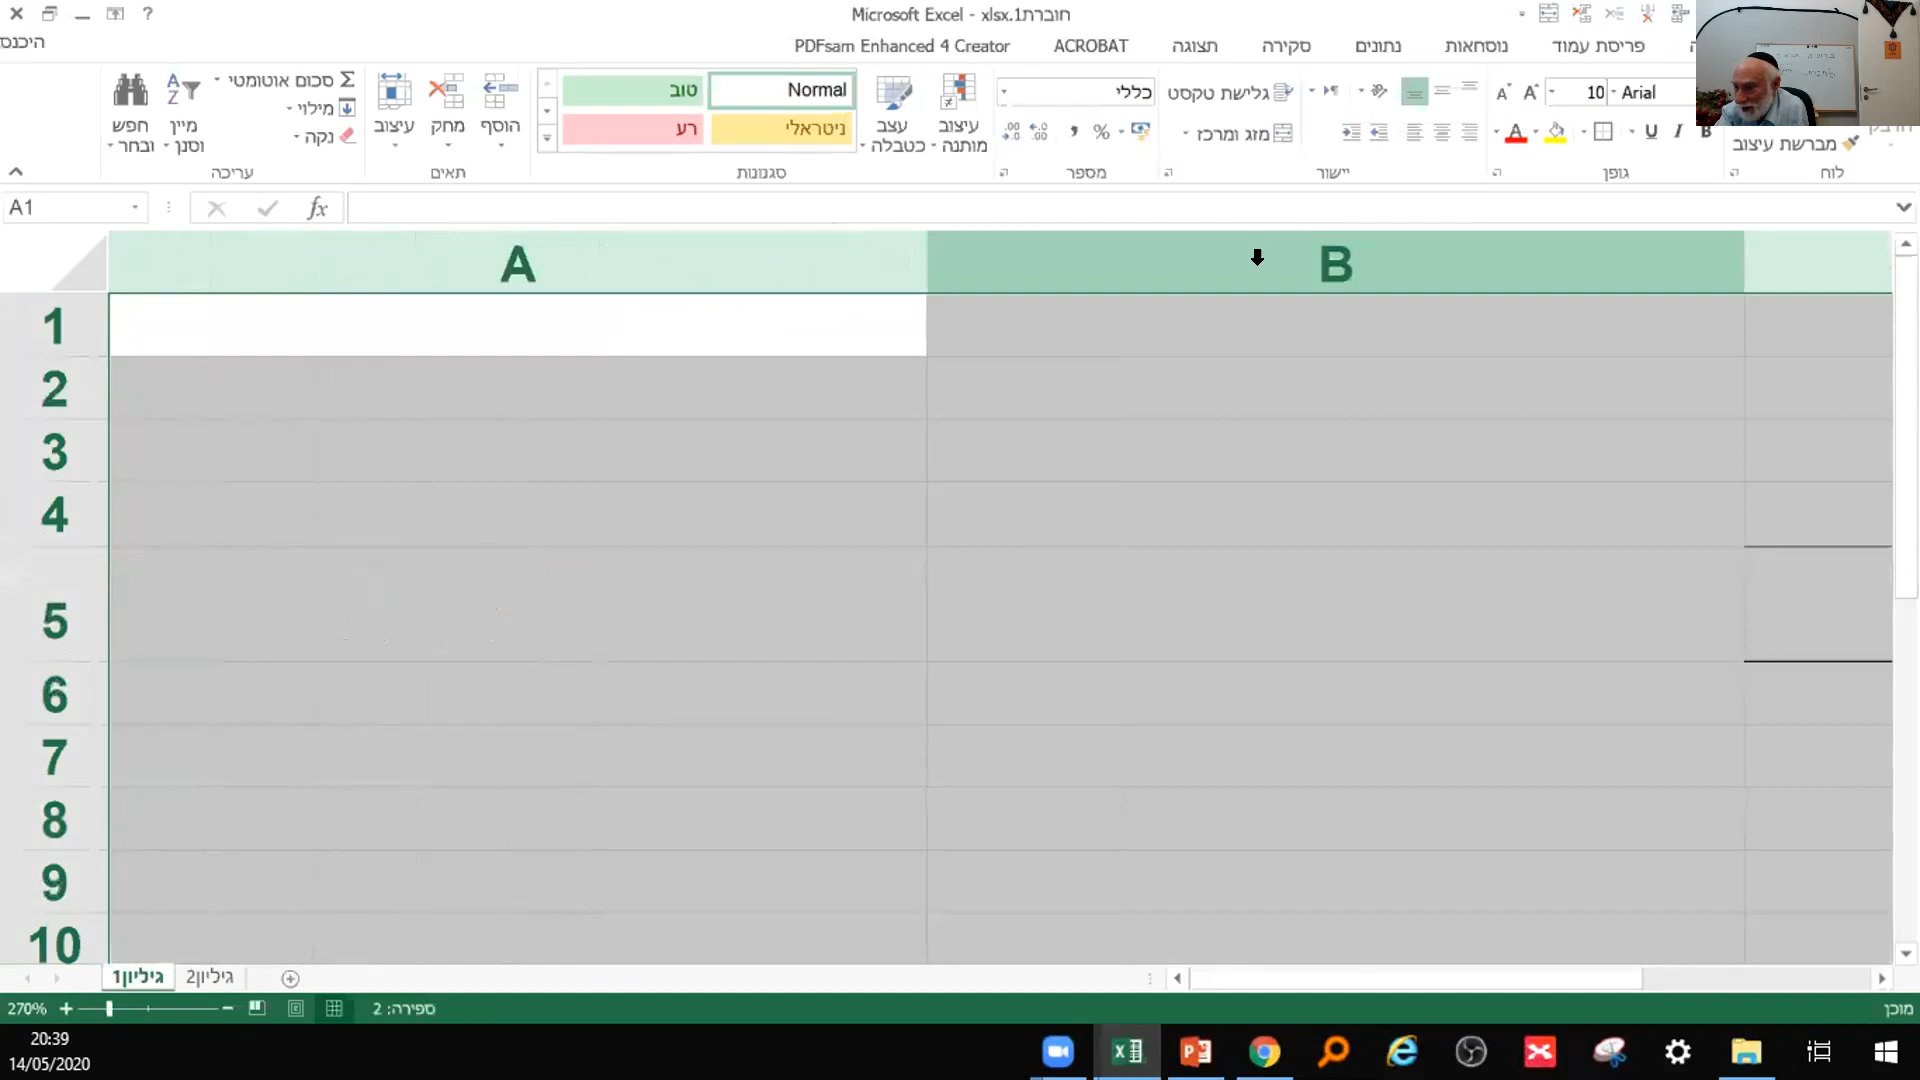 חוברת1.xlsx - Microsoft Excel
?
היכנס
פריסת עמוד
נוסחאות
נתונים
סקירה
תצוגה
ACROBAT
PDFsam Enhanced 4 Creator
מברשת עיצוב
לוח
Arial
10
B I U
גופן
גלישת טקסט
מזג ומרכז
יישור
כללי
%
מספר
עיצוב מותנה
עצב כטבלה
Normal
טוב
ניטראלי
רע
סגנונות
הוסף
מחק
עיצוב
תאים
סכום אוטומטי
מילוי
נקה
מיין וסנן
חפש ובחר
עריכה
A1
fx
A B
1
2
3
4
5
6
7
8
9
10
גיליון1
גיליון2
מוכן
ספירה: 2
270%
20:39
14/05/2020